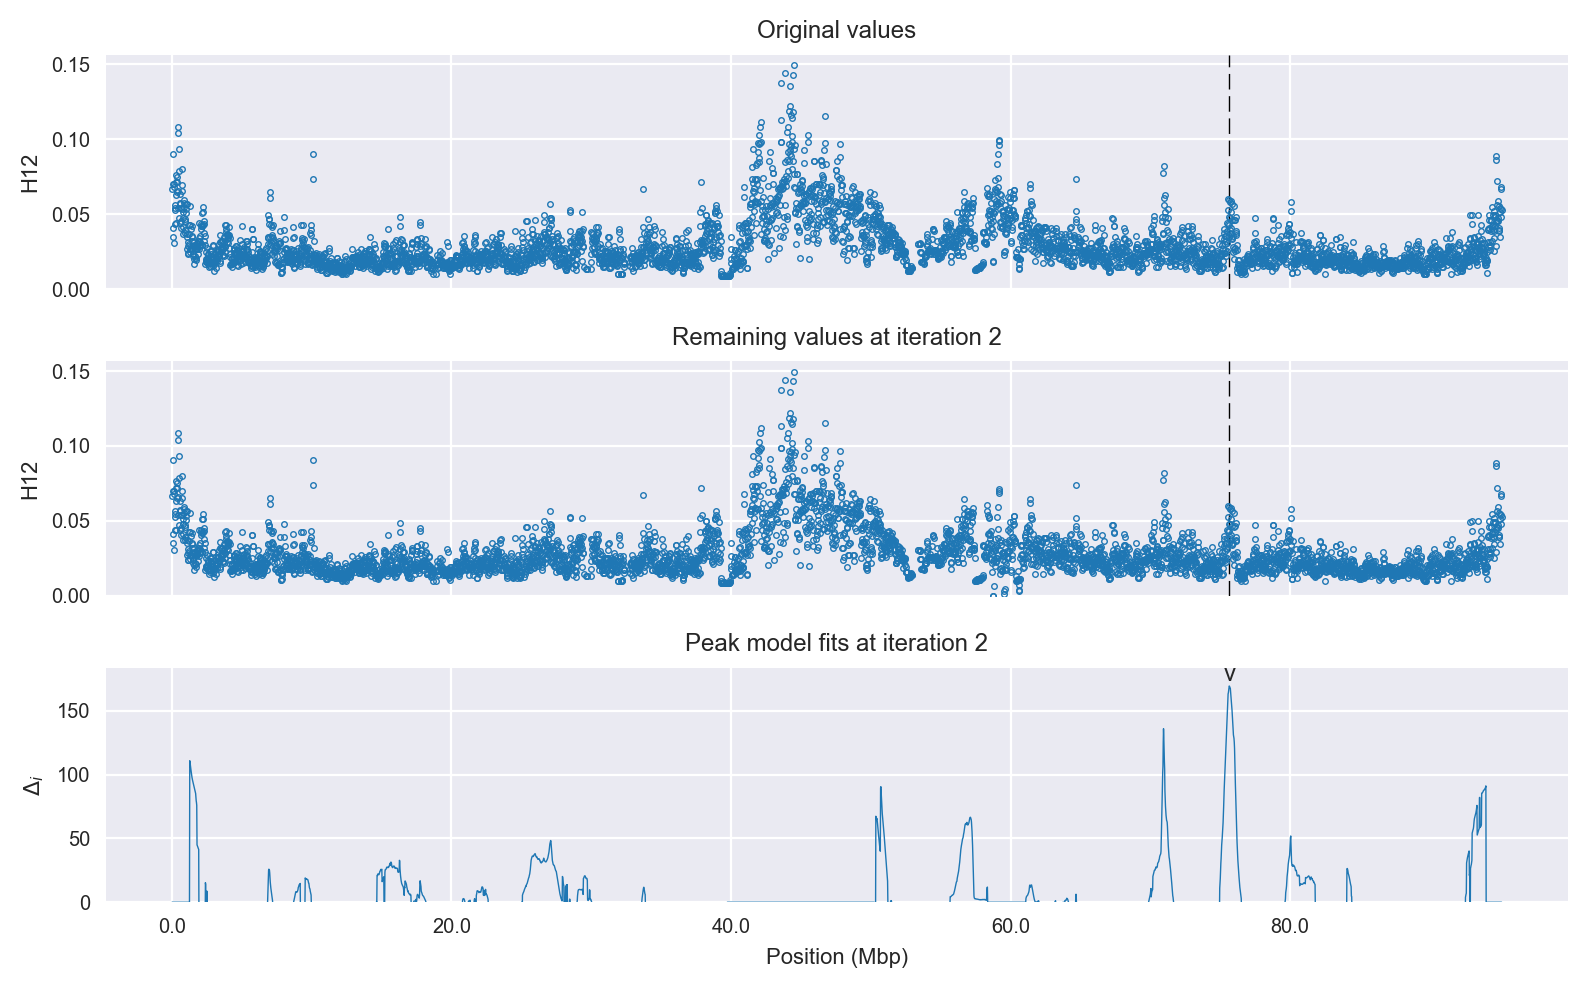 Original values
0.15
0.10
0.05
0.00
H12
Remaining values at iteration 2
0.15
0.10
0.05
0.00
H12
Peak model fits at iteration 2
v
150
100
50
0
Δi
0.0 20.0 40.0 60.0 80.0
Position (Mbp)